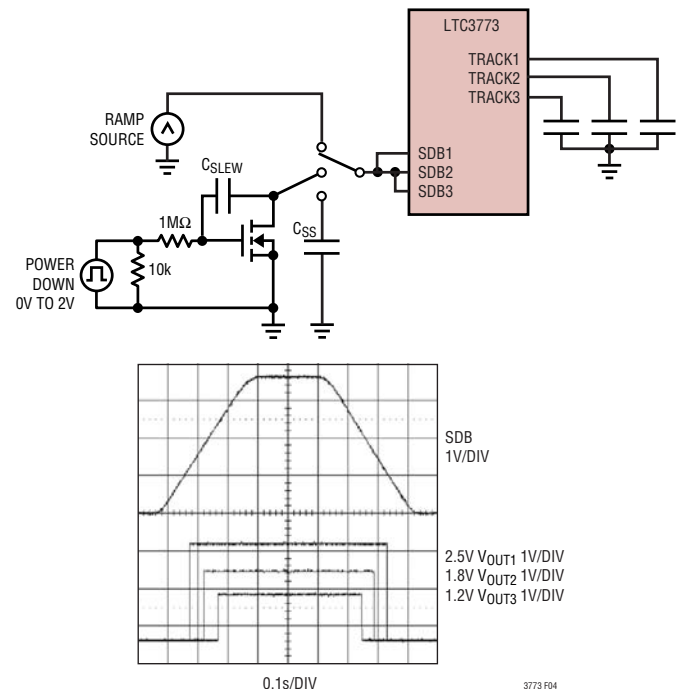 LTC3773
TRACK1
TRACK2
TRACK3
RAMP
SOURCE
SDB1
SDB2
SDB3
CSLEW
1MΩ
CSS
10k
POWER
DOWN
0V TO 2V
SDB
1V/DIV
2.5V VOUT1 1V/DIV
1.8V VOUT2 1V/DIV
1.2V VOUT3 1V/DIV
0.1s/DIV
3773 F04